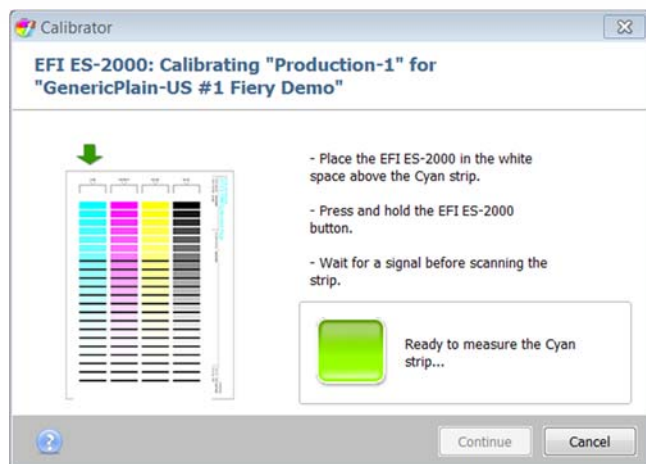 Calibrator
EFI ES-2000: Calibrating "Production-1" for
"GenericPlain-US #1 Fiery Demo"
- Place the EFI ES-2000 in the white
space above the Cyan strip.
- Press and hold the EFI ES-2000
button.
- Wait for a signal before scanning the
strip.
Ready to measure the Cyan
strip...
?
Continue
Cancel